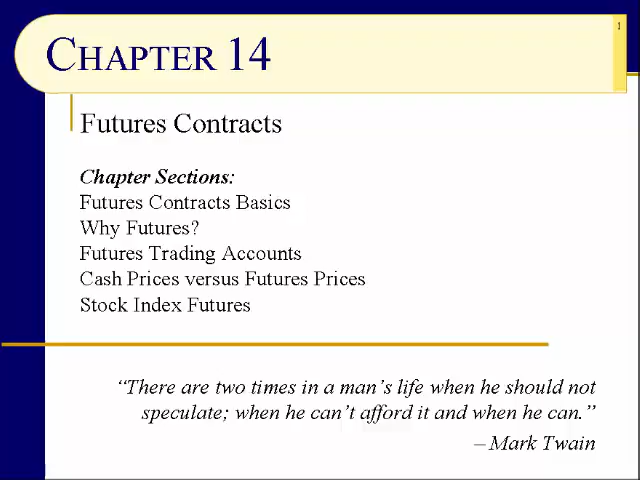 1
CHAPTER 14
Futures Contracts
Chapter Sections:
Futures Contracts Basics
Why Futures?
Futures Trading Accounts
Cash Prices versus Futures Prices
Stock Index Futures
“There are two times in a man’s life when he should not
speculate; when he can’t afford it and when he can.”
– Mark Twain